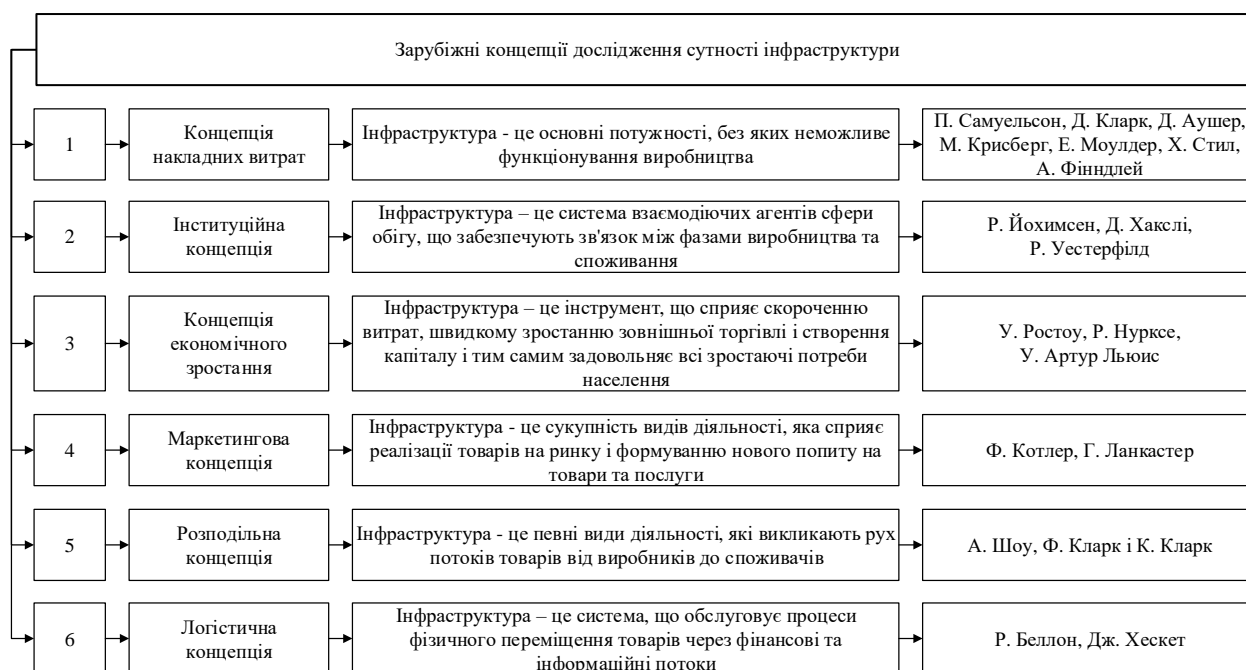 Зарубіжні концепції дослідження сутності інфраструктури
1
Концепція
накладних витрат
Інфраструктура - це основні потужності, без яких неможливе
функціонування виробництва
П. Самуельсон, Д. Кларк, Д. Аушер,
М. Крисберг, Е. Моулдер, Х. Стил,
А. Фінндлей
2
Інституційна
концепція
Інфраструктура – це система взаємодіючих агентів сфери
обігу, що забезпечують зв'язок між фазами виробництва та
споживання
Р. Йохимсен, Д. Хакслі,
Р. Уестерфілд
3
Концепція
економічного
зростання
Інфраструктура – це інструмент, що сприяє скороченню
витрат, швидкому зростанню зовнішньої торгівлі і створення
капіталу і тим самим задовольняє всі зростаючі потреби
населення
У. Ростоу, Р. Нурксе,
У. Артур Льюис
4
Маркетингова
концепція
Інфраструктура - це сукупність видів діяльності, яка сприяє
реалізації товарів на ринку і формуванню нового попиту на
товари та послуги
Ф. Котлер, Г. Ланкастер
5
Розподільна
концепція
Інфраструктура - це певні види діяльності, які викликають рух
потоків товарів від виробників до споживачів
А. Шоу, Ф. Кларк і К. Кларк
6
Логістична
концепція
Інфраструктура – це система, що обслуговує процеси
фізичного переміщення товарів через фінансові та
інформаційні потоки
Р. Беллон, Дж. Хескет